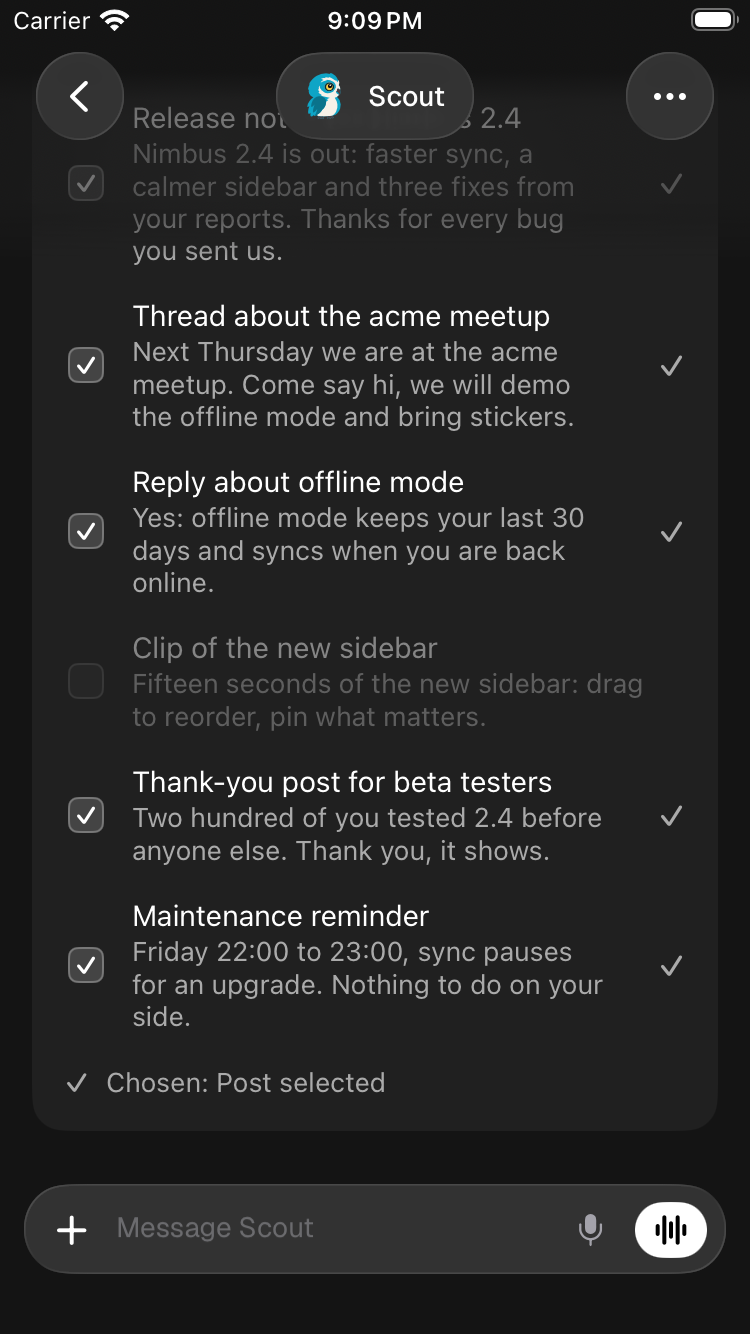 Carrier
9:09 PM
Scout
Release not s 2.4
Nimbus 2.4 is out: faster sync, a
calmer sidebar and three fixes from
your reports. Thanks for every bug
you sent us.
Thread about the acme meetup
Next Thursday we are at the acme
meetup. Come say hi, we will demo
the offline mode and bring stickers.
Reply about offline mode
Yes: offline mode keeps your last 30
days and syncs when you are back
online.
Clip of the new sidebar
Fifteen seconds of the new sidebar: drag
to reorder, pin what matters.
Thank-you post for beta testers
Two hundred of you tested 2.4 before
anyone else. Thank you, it shows.
Maintenance reminder
Friday 22:00 to 23:00, sync pauses
for an upgrade. Nothing to do on your
side.
Chosen: Post selected
Message Scout